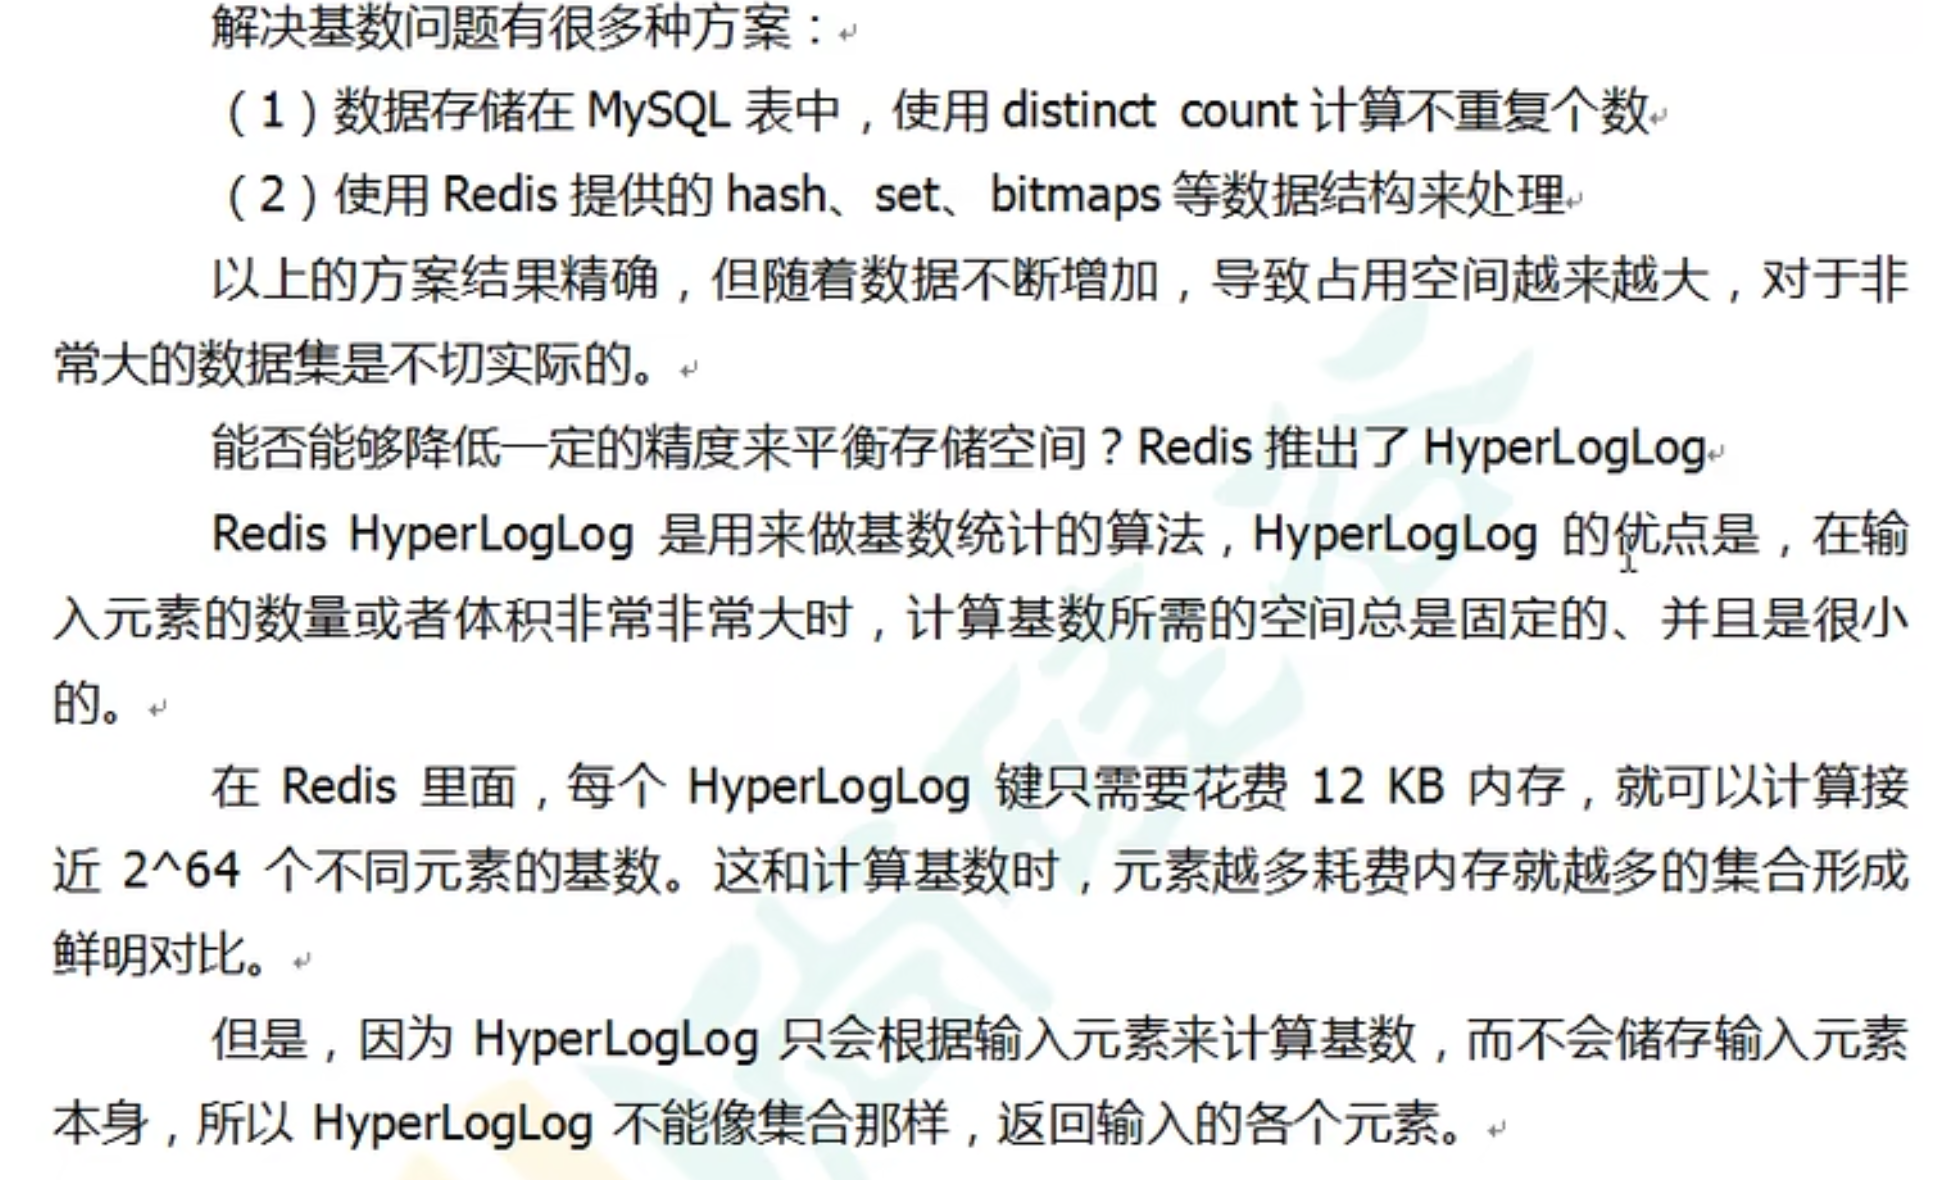 解决基数问题有很多种方案：
（1）数据存储在 MySQL 表中，使用 distinct count 计算不重复个数
（2）使用 Redis 提供的 hash、set、bitmaps 等数据结构来处理
以上的方案结果精确，但随着数据不断增加，导致占用空间越来越大，对于非
常大的数据集是不切实际的。
能否能够降低一定的精度来平衡存储空间？Redis 推出了 HyperLogLog
Redis HyperLogLog 是用来做基数统计的算法，HyperLogLog 的优点是，在输
入元素的数量或者体积非常非常大时，计算基数所需的空间总是固定的、并且是很小
的。
在 Redis 里面，每个 HyperLogLog 键只需要花费 12 KB 内存，就可以计算接
近 2^64 个不同元素的基数。这和计算基数时，元素越多耗费内存就越多的集合形成
鲜明对比。
但是，因为 HyperLogLog 只会根据输入元素来计算基数，而不会储存输入元素
本身，所以 HyperLogLog 不能像集合那样，返回输入的各个元素。
尚硅谷